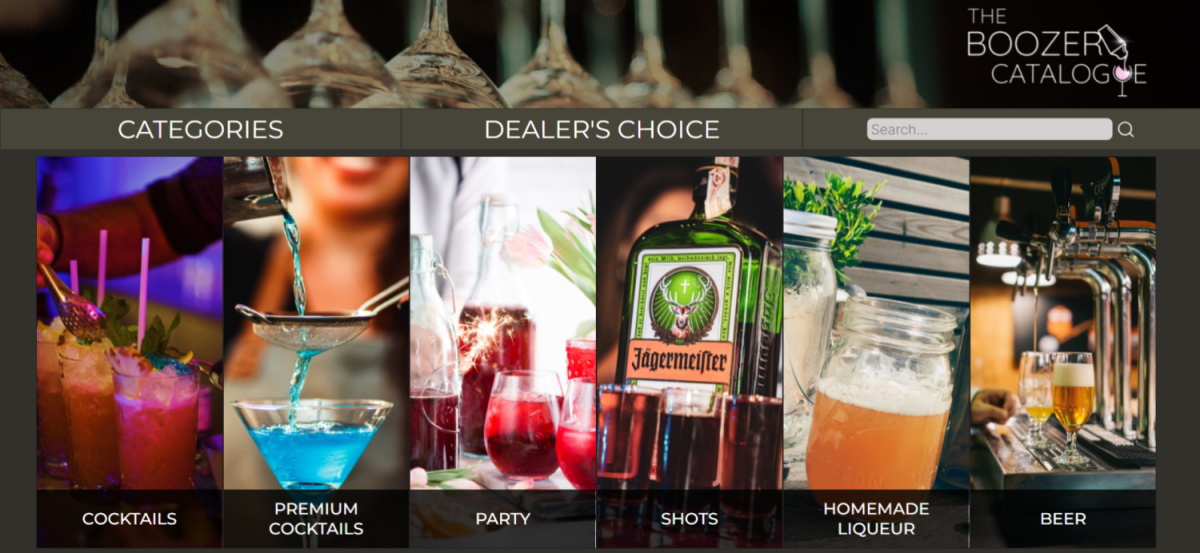 THE
BOOZER
CATALOGUE
CATEGORIES
DEALER'S CHOICE
Search...
COCKTAILS
PREMIUM
COCKTAILS
PARTY
Jägermeister
SHOTS
HOMEMADE
LIQUEUR
BEER